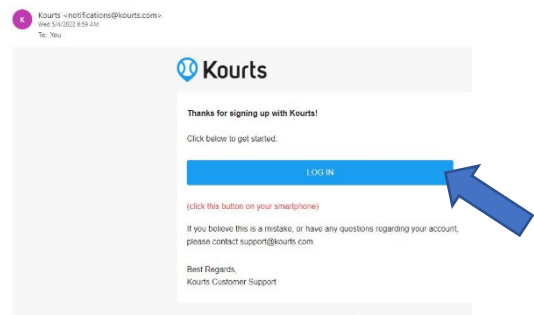 K
Kourts <notifications@kourts.com>
Wed 5/4/2022 6:59 AM
To: You
Kourts
Thanks for signing up with Kourts!
Click below to get started.
LOG IN
(click this button on your smartphone)
If you believe this is a mistake, or have any questions regarding your account,
please contact support@kourts.com
Best Regards,
Kourts Customer Support